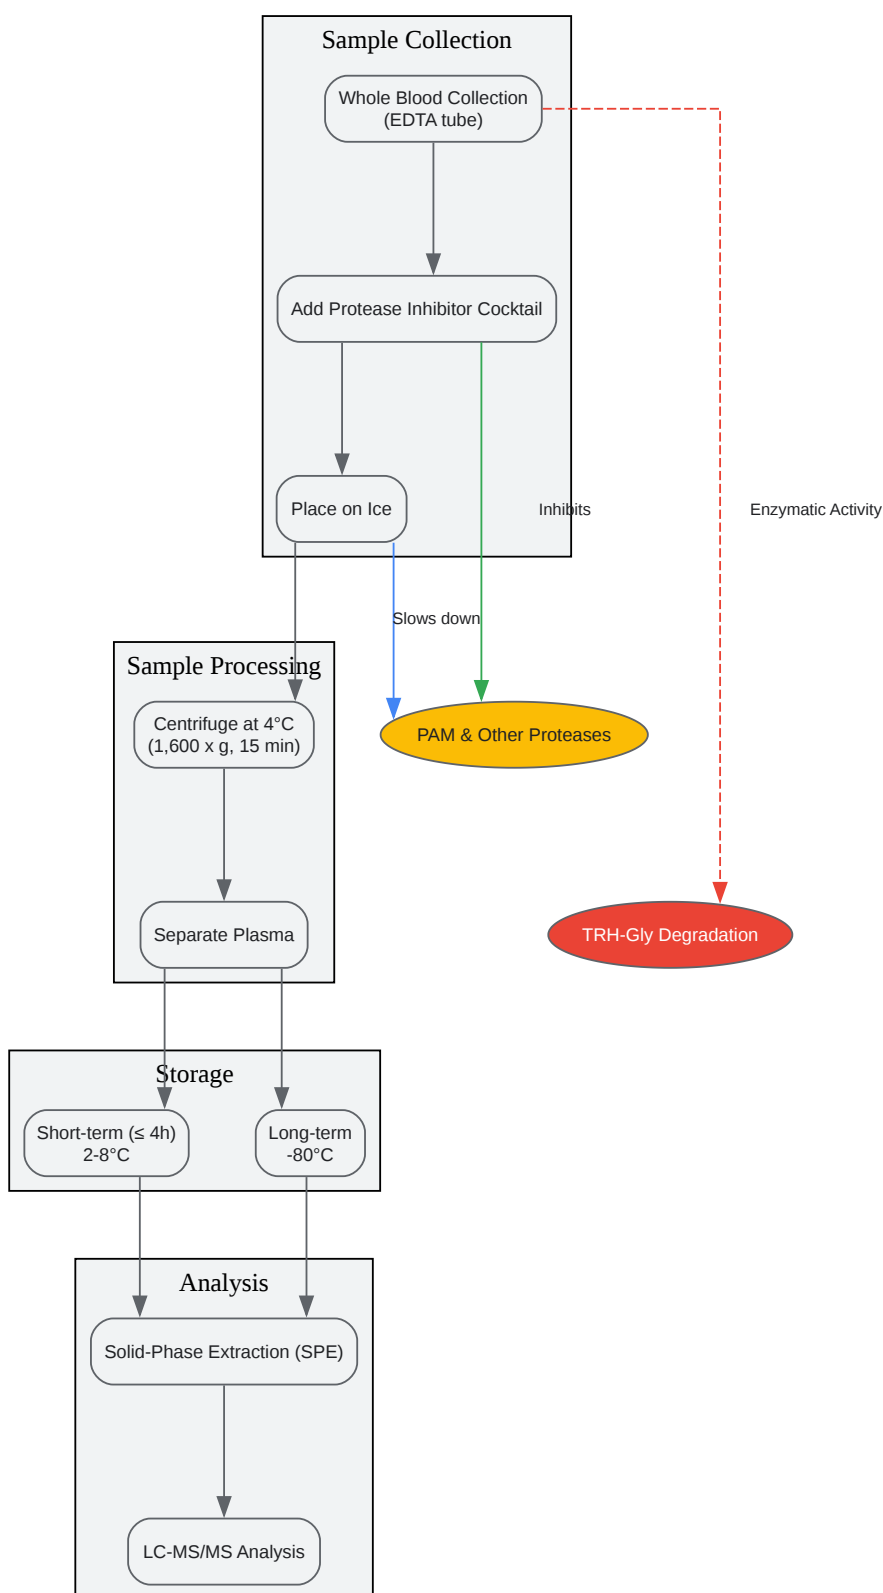 Sample Collection
Whole Blood Collection
(EDTA tube)
Add Protease Inhibitor Cocktail
Place on Ice
Inhibits
Enzymatic Activity
Slows down
Sample Processing
Centrifuge at 4°C
(1,600 x g, 15 min)
PAM & Other Proteases
Separate Plasma
TRH-Gly Degradation
Storage
Short-term (≤ 4h)
2-8°C
Long-term
-80°C
Analysis
Solid-Phase Extraction (SPE)
LC-MS/MS Analysis